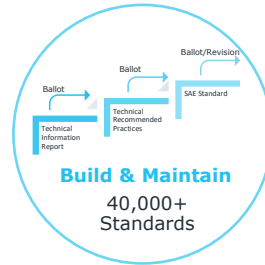 Ballot/Revision
Ballot
Ballot
SAE Standard
Technical
Recommended
Practices
Technical
Information
Report
Build & Maintain
40,000+
Standards